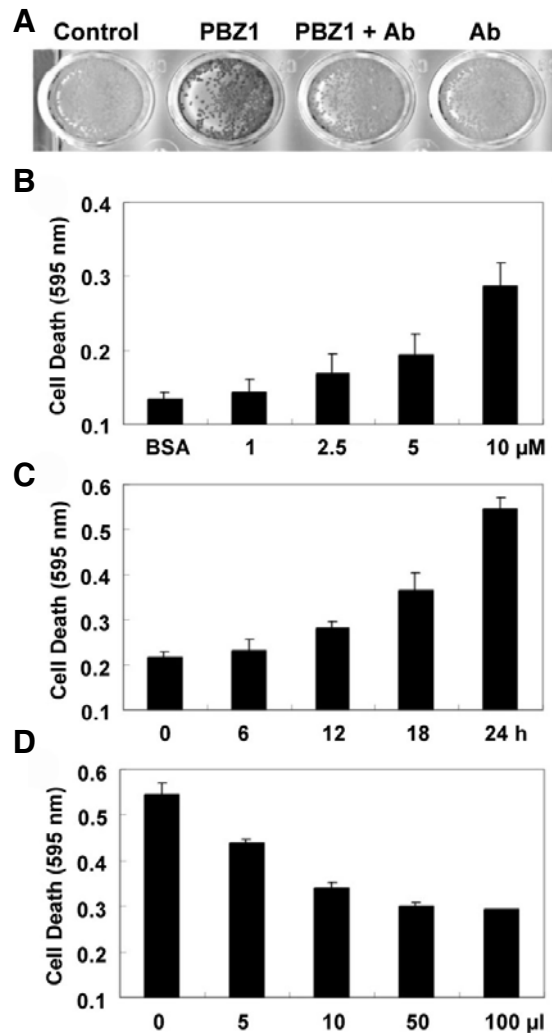 A
Control PBZ1 PBZ1 + Ab Ab
B
Cell Death (595 nm)
0.4
0.3
0.2
0.1
BSA 1 2.5 5 10 µM
C
Cell Death (595 nm)
0.6
0.5
0.4
0.3
0.2
0.1
0 6 12 18 24 h
D
Cell Death (595 nm)
0.6
0.5
0.4
0.3
0.2
0.1
0 5 10 50 100 µl